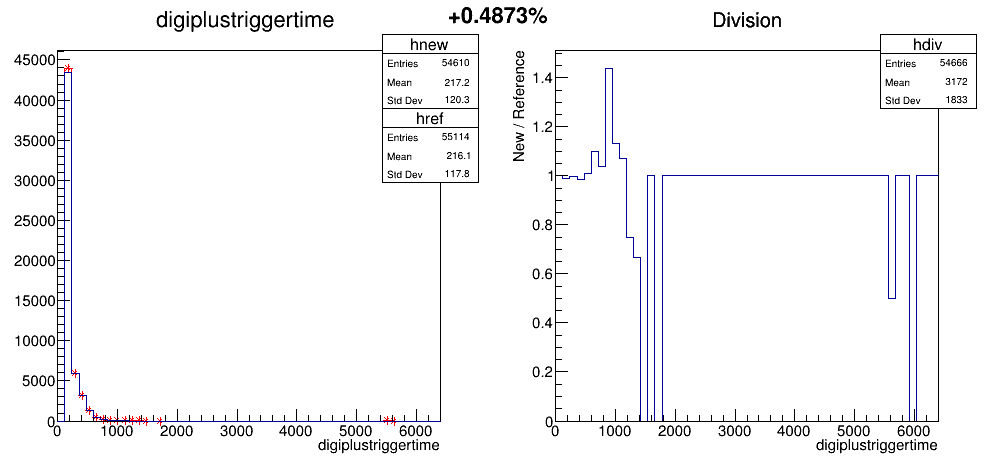 digiplustriggertime
+0.4873%
Division
hnew
Entries 54610
Mean 217.2
Std Dev 120.3
href
Entries 55114
Mean 216.1
Std Dev 117.8
45000
40000
35000
30000
25000
20000
15000
10000
5000
0
0 1000 2000 3000 4000 5000 6000
digiplustriggertime
hdiv
Entries 54666
Mean 3172
Std Dev 1833
New / Reference
1.4
1.2
1
0.8
0.6
0.4
0.2
0
0 1000 2000 3000 4000 5000 6000
digiplustriggertime